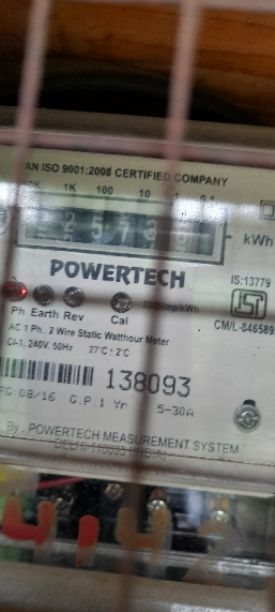 AN ISO 9001:2008 CERTIFIED COMPANY
1K 100 10 1 0.1
kWh
POWERTECH
IS:13779
Ph Earth Rev Cal
CM/L-846589
AC 1 Ph., 2 Wire Static Watthour Meter
Cl-1, 240V, 50Hz 27°C ± 2°C
138093
08/16 G.P. 1 Yr 5-30A
By : POWERTECH MEASUREMENT SYSTEM